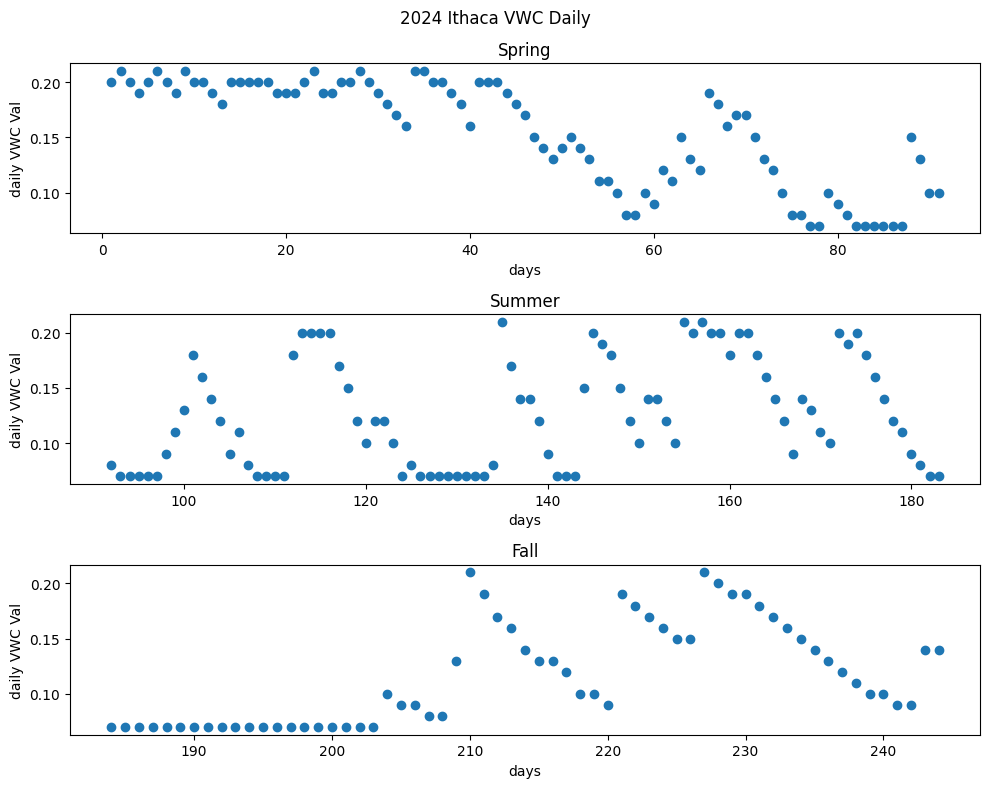 2024 Ithaca VWC Daily
Spring
daily VWC Val
0.20
0.15
0.10
0 20 40 60 80
days
Summer
daily VWC Val
0.20
0.15
0.10
100 120 140 160 180
days
Fall
daily VWC Val
0.20
0.15
0.10
190 200 210 220 230 240
days